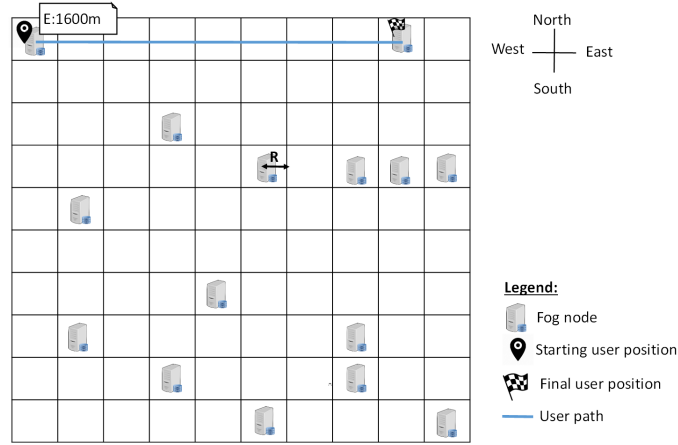 E:1600m
North
West
East
South
R
Legend:
Fog node
Starting user position
Final user position
User path